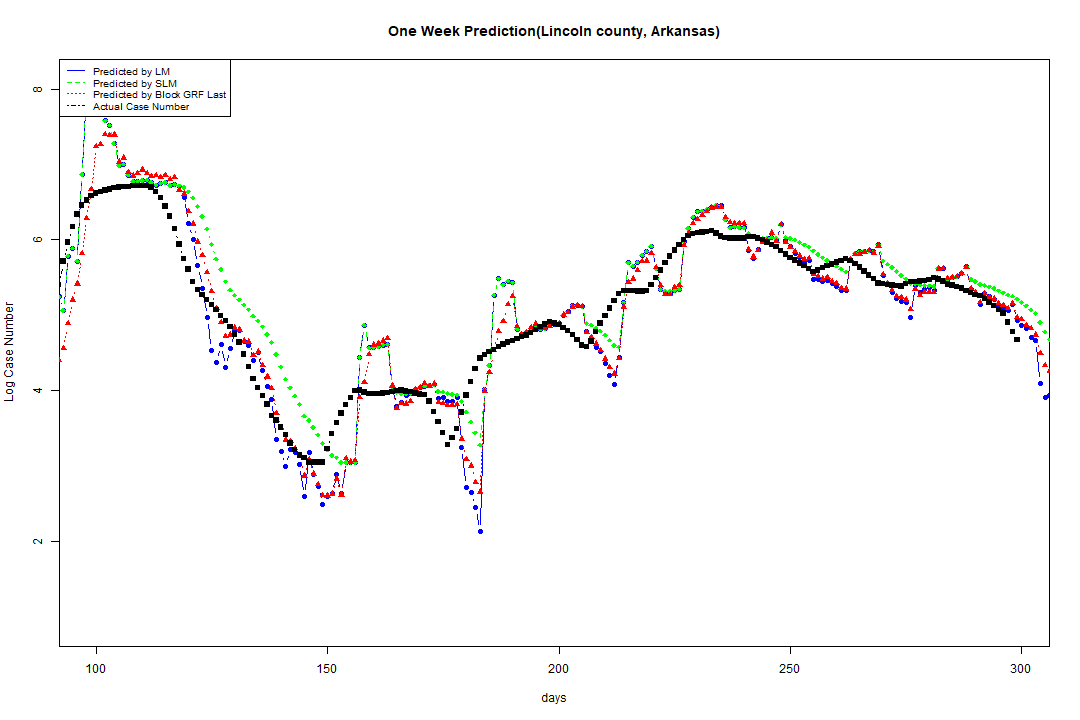 One Week Prediction(Lincoln county, Arkansas)
Predicted by LM
Predicted by SLM
Predicted by Block GRF Last
Actual Case Number
8
6
4
2
Log Case Number
100 150 200 250 300
days